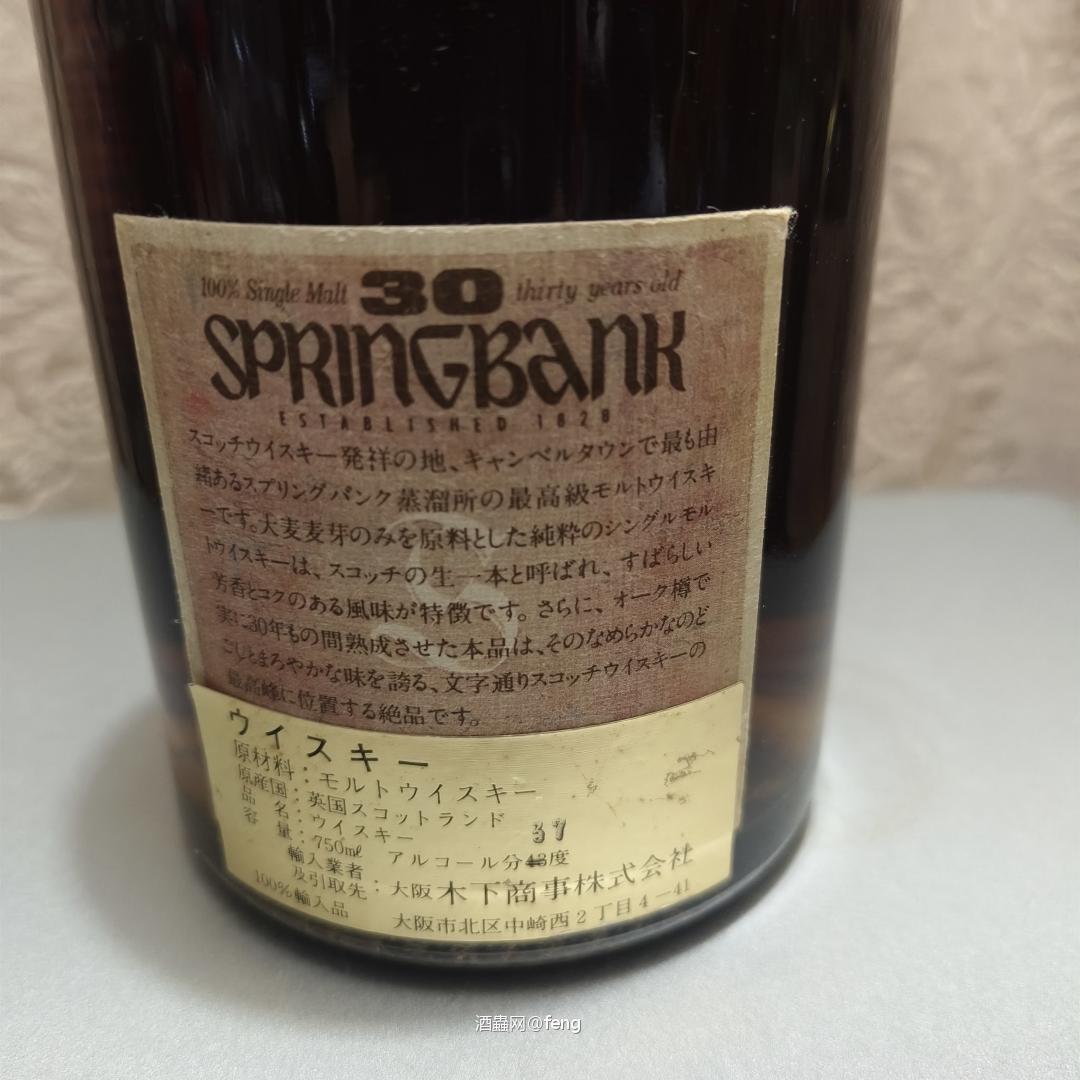 100% Single Malt 30 thirty years old
SPRINGBANK
ESTABLISHED 1828
スコッチウイスキー発祥の地、キャンベルタウンで最も由
緒あるスプリングバンク蒸溜所の最高級モルトウイスキ
ーです。大麦麦芽のみを原料とした純粋のシングルモル
トウイスキーは、スコッチの生一本と呼ばれ、すばらしい
芳香とコクのある風味が特徴です。さらに、オーク樽で
実に30年もの間熟成させた本品は、そのなめらかなのど
ごしとまろやかな味を誇る、文字通りスコッチウイスキーの
最高峰に位置する絶品です。
ウイスキー
原材料：モルトウイスキー
原産国：英国スコットランド
品名：ウイスキー
57
容量：750㎖ アルコール分43度
輸入業者
及引取先：大阪木下商事株式会社
100%輸入品 大阪市北区中崎西2丁目4－41
酒蟲网@feng